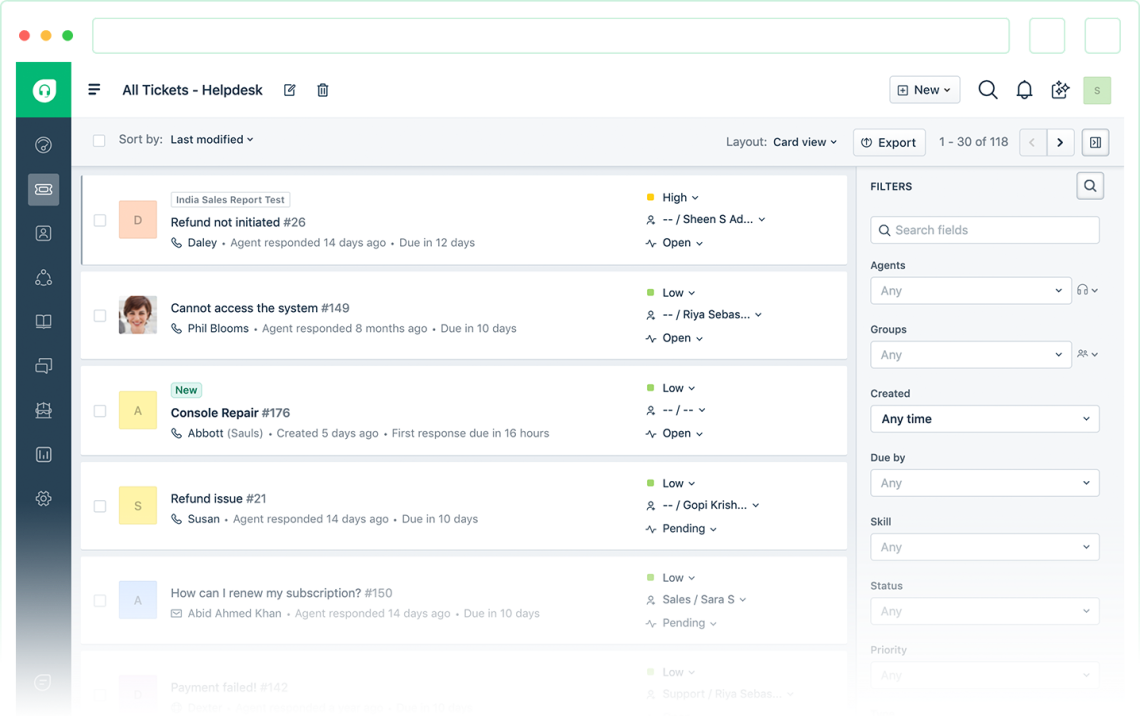 All Tickets - Helpdesk
New
S
Sort by: Last modified
Layout: Card view
Export
1 - 30 of 118
D
India Sales Report Test
Refund not initiated #26
Daley • Agent responded 14 days ago • Due in 12 days
High
-- / Sheen S Ad...
Open
Cannot access the system #149
Phil Blooms • Agent responded 8 months ago • Due in 10 days
Low
-- / Riya Sebas...
Open
A
New
Console Repair #176
Abbott (Sauls) • Created 5 days ago • First response due in 16 hours
Low
-- / --
Open
S
Refund issue #21
Susan • Agent responded 14 days ago • Due in 10 days
Low
-- / Gopi Krish...
Pending
A
How can I renew my subscription? #150
Abid Ahmed Khan • Agent responded 14 days ago • Due in 10 days
Low
Sales / Sara S
Pending
Payment failed! #142
Agent responded
Low
Support / Riya Sebas...
FILTERS
Search fields
Agents
Any
Groups
Any
Created
Any time
Due by
Any
Skill
Any
Status
Any
Priority
Any